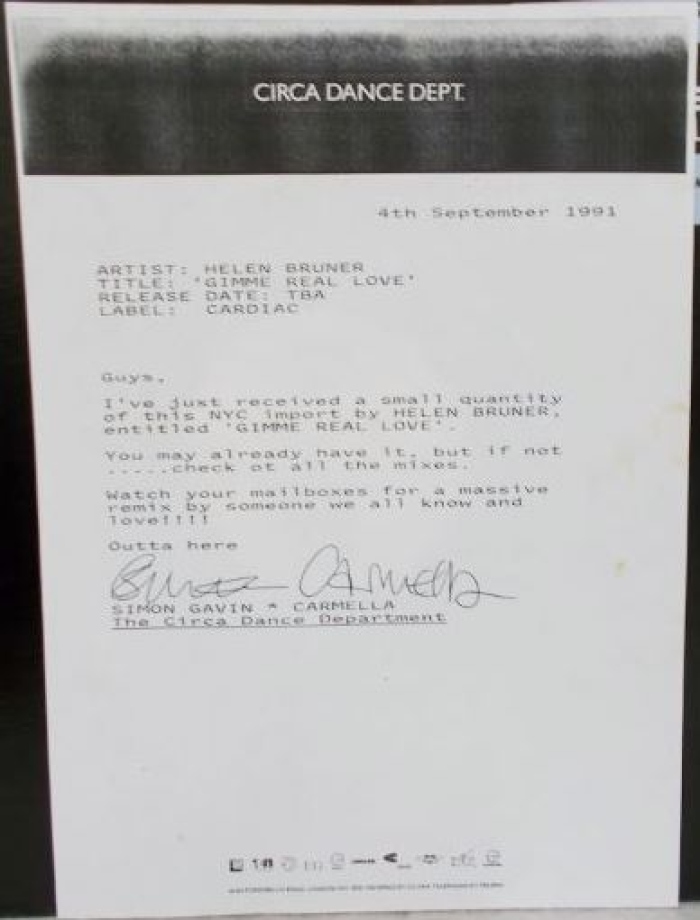 CIRCA DANCE DEPT.
4th September 1991
ARTIST: HELEN BRUNER
TITLE: 'GIMME REAL LOVE'
RELEASE DATE: TBA
LABEL: CARDIAC
Guys,
I've just received a small quantity
of this NYC import by HELEN BRUNER,
entitled 'GIMME REAL LOVE'.
You may already have it, but if not
.....check ot all the mixes.
Watch your mailboxes for a massive
remix by someone we all know and
love!!!!
Outta here
Simon Carmella
SIMON GAVIN * CARMELLA
The Circa Dance Department
10